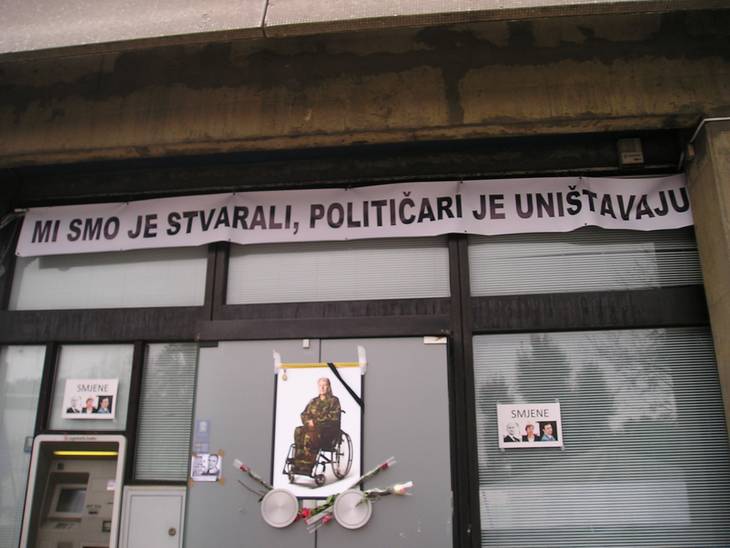 MI SMO JE STVARALI, POLITIČARI JE UNIŠTAVAJU
SMJENE
SMJENE